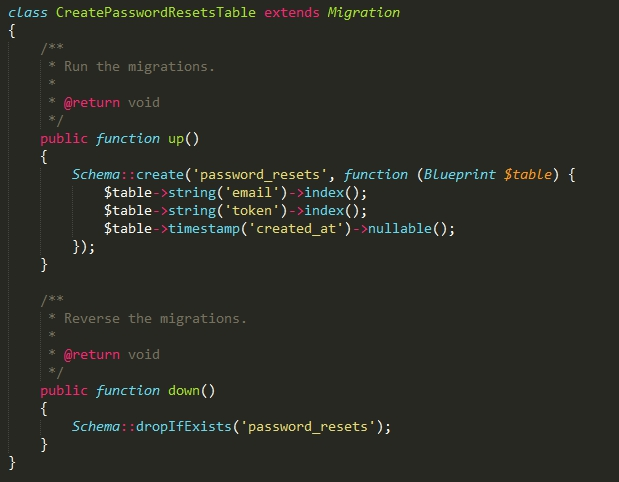 class CreatePasswordResetsTable extends Migration
{
    /**
     * Run the migrations.
     *
     * @return void
     */
    public function up()
    {
        Schema::create('password_resets', function (Blueprint $table) {
            $table->string('email')->index();
            $table->string('token')->index();
            $table->timestamp('created_at')->nullable();
        });
    }

    /**
     * Reverse the migrations.
     *
     * @return void
     */
    public function down()
    {
        Schema::dropIfExists('password_resets');
    }
}